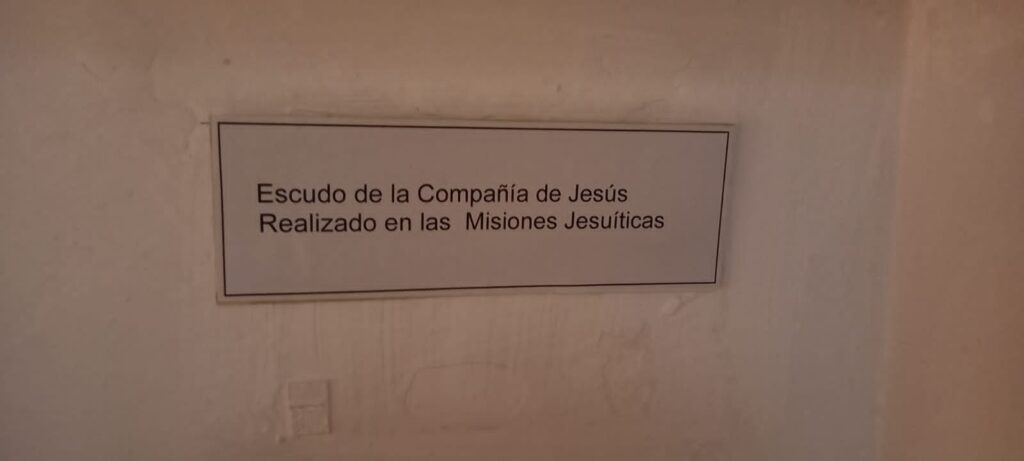 Escudo de la Compañía de Jesús
Realizado en las Misiones Jesuíticas